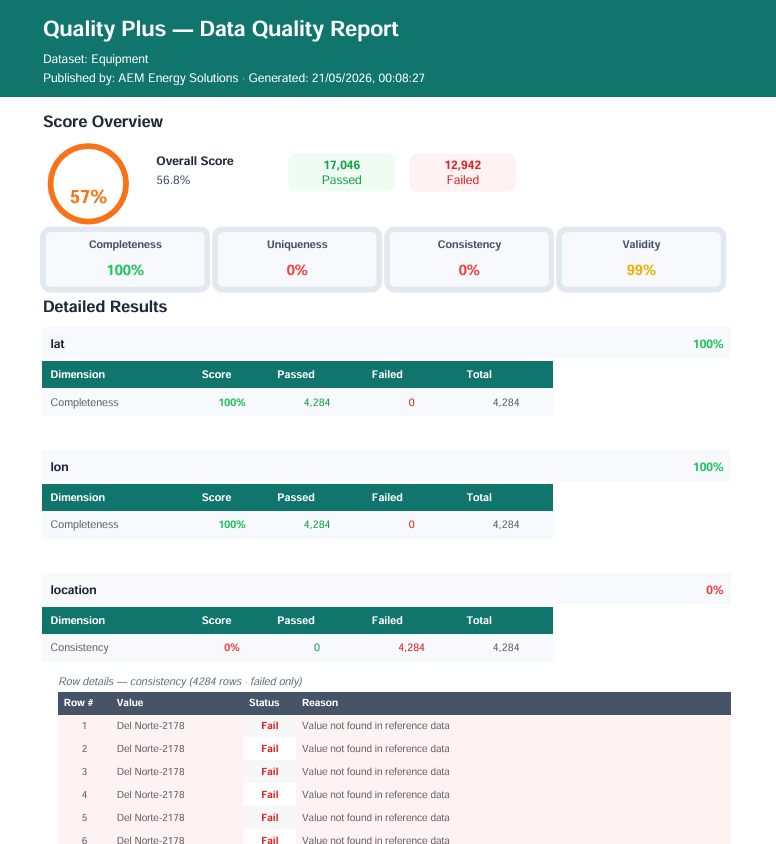 Quality Plus — Data Quality Report
Dataset: Equipment
Published by: AEM Energy Solutions · Generated: 21/05/2026, 00:08:27
Score Overview
57%
Overall Score
56.8%
17,046
Passed
12,942
Failed
Completeness
100%
Uniqueness
0%
Consistency
0%
Validity
99%
Detailed Results
lat 100%
Dimension Score Passed Failed Total
Completeness 100% 4,284 0 4,284
lon 100%
Dimension Score Passed Failed Total
Completeness 100% 4,284 0 4,284
location 0%
Dimension Score Passed Failed Total
Consistency 0% 0 4,284 4,284
Row details — consistency (4284 rows · failed only)
Row # Value Status Reason
1 Del Norte-2178 Fail Value not found in reference data
2 Del Norte-2178 Fail Value not found in reference data
3 Del Norte-2178 Fail Value not found in reference data
4 Del Norte-2178 Fail Value not found in reference data
5 Del Norte-2178 Fail Value not found in reference data
6 Del Norte-2178 Fail Value not found in reference data